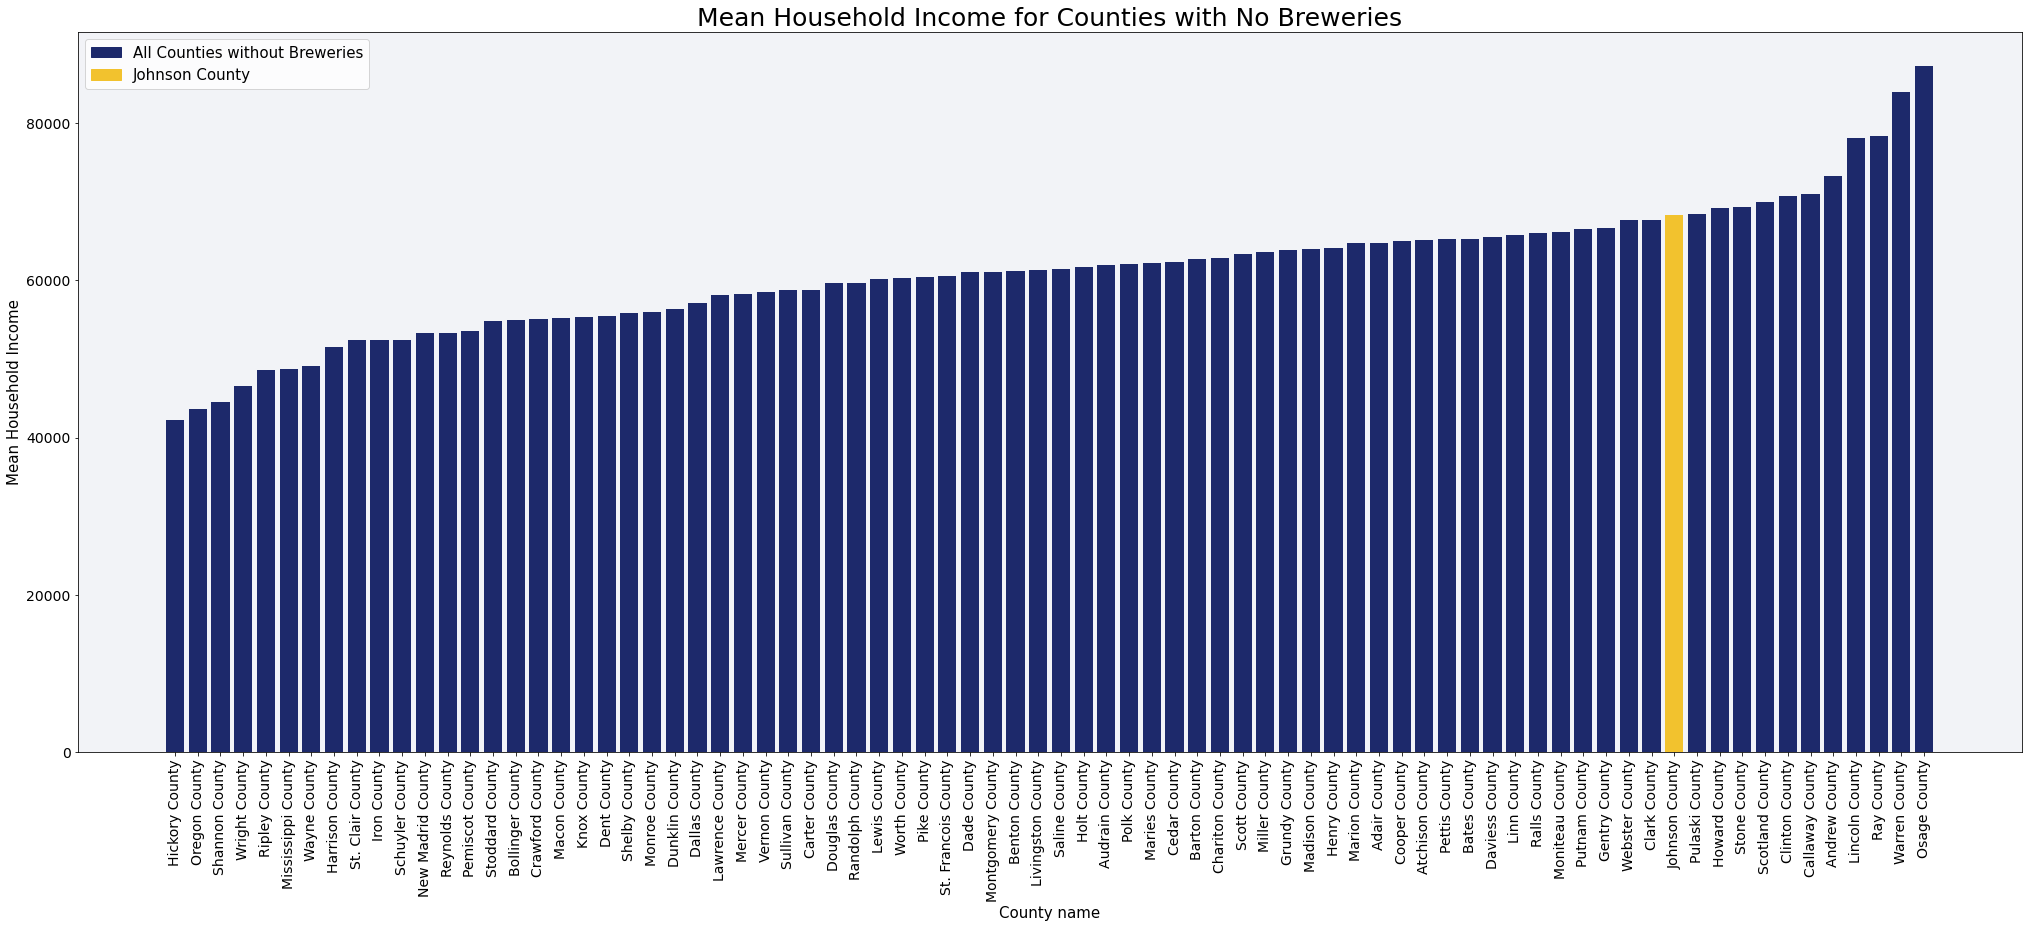 Mean Household Income for Counties with No Breweries
All Counties without Breweries
Johnson County
80000
60000
40000
20000
0
Mean Household Income
Hickory County
Oregon County
Shannon County
Wright County
Ripley County
Mississippi County
Wayne County
Harrison County
St. Clair County
Iron County
Schuyler County
New Madrid County
Reynolds County
Pemiscot County
Stoddard County
Bollinger County
Crawford County
Macon County
Knox County
Dent County
Shelby County
Monroe County
Dunklin County
Dallas County
Lawrence County
Mercer County
Vernon County
Sullivan County
Carter County
Douglas County
Randolph County
Lewis County
Worth County
Pike County
St. Francois County
Dade County
Montgomery County
Benton County
Livingston County
Saline County
Holt County
Audrain County
Polk County
Maries County
Cedar County
Barton County
Chariton County
Scott County
Miller County
Grundy County
Madison County
Henry County
Marion County
Adair County
Cooper County
Atchison County
Pettis County
Bates County
Daviess County
Linn County
Ralls County
Moniteau County
Putnam County
Gentry County
Webster County
Clark County
Johnson County
Pulaski County
Howard County
Stone County
Scotland County
Clinton County
Callaway County
Andrew County
Lincoln County
Ray County
Warren County
Osage County
County name